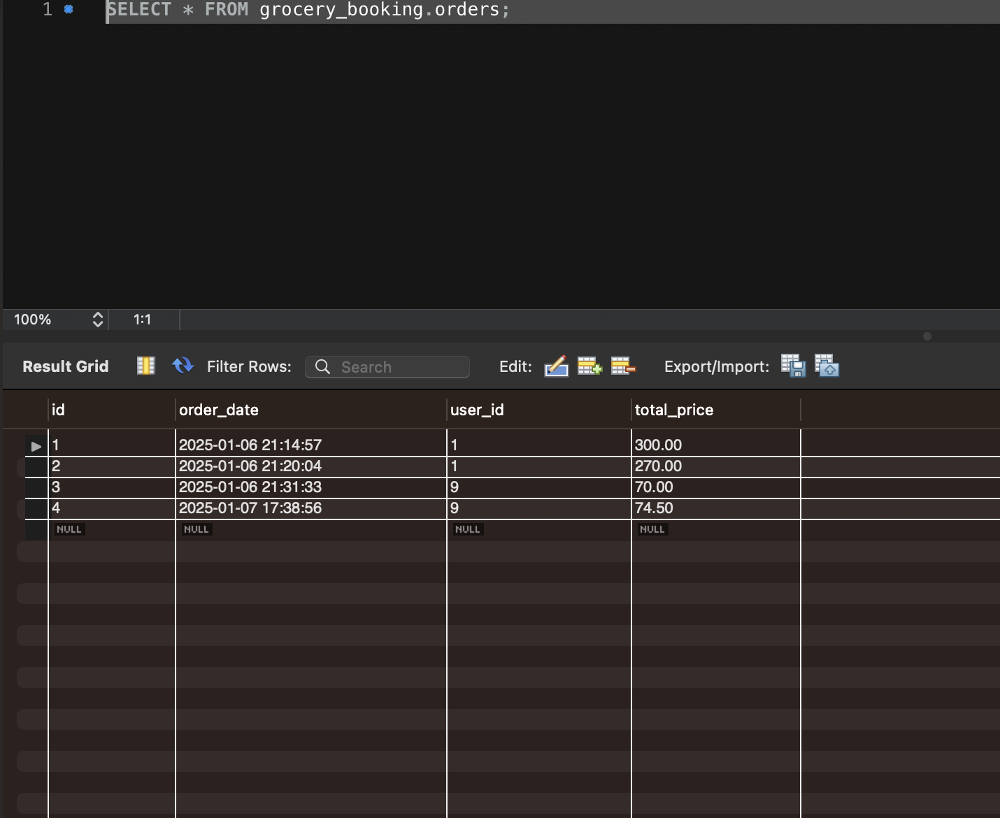 1 SELECT * FROM grocery_booking.orders;
100% 1:1
Result Grid Filter Rows: Search Edit: Export/Import:
id order_date user_id total_price
1 2025-01-06 21:14:57 1 300.00
2 2025-01-06 21:20:04 1 270.00
3 2025-01-06 21:31:33 9 70.00
4 2025-01-07 17:38:56 9 74.50
NULL NULL NULL NULL